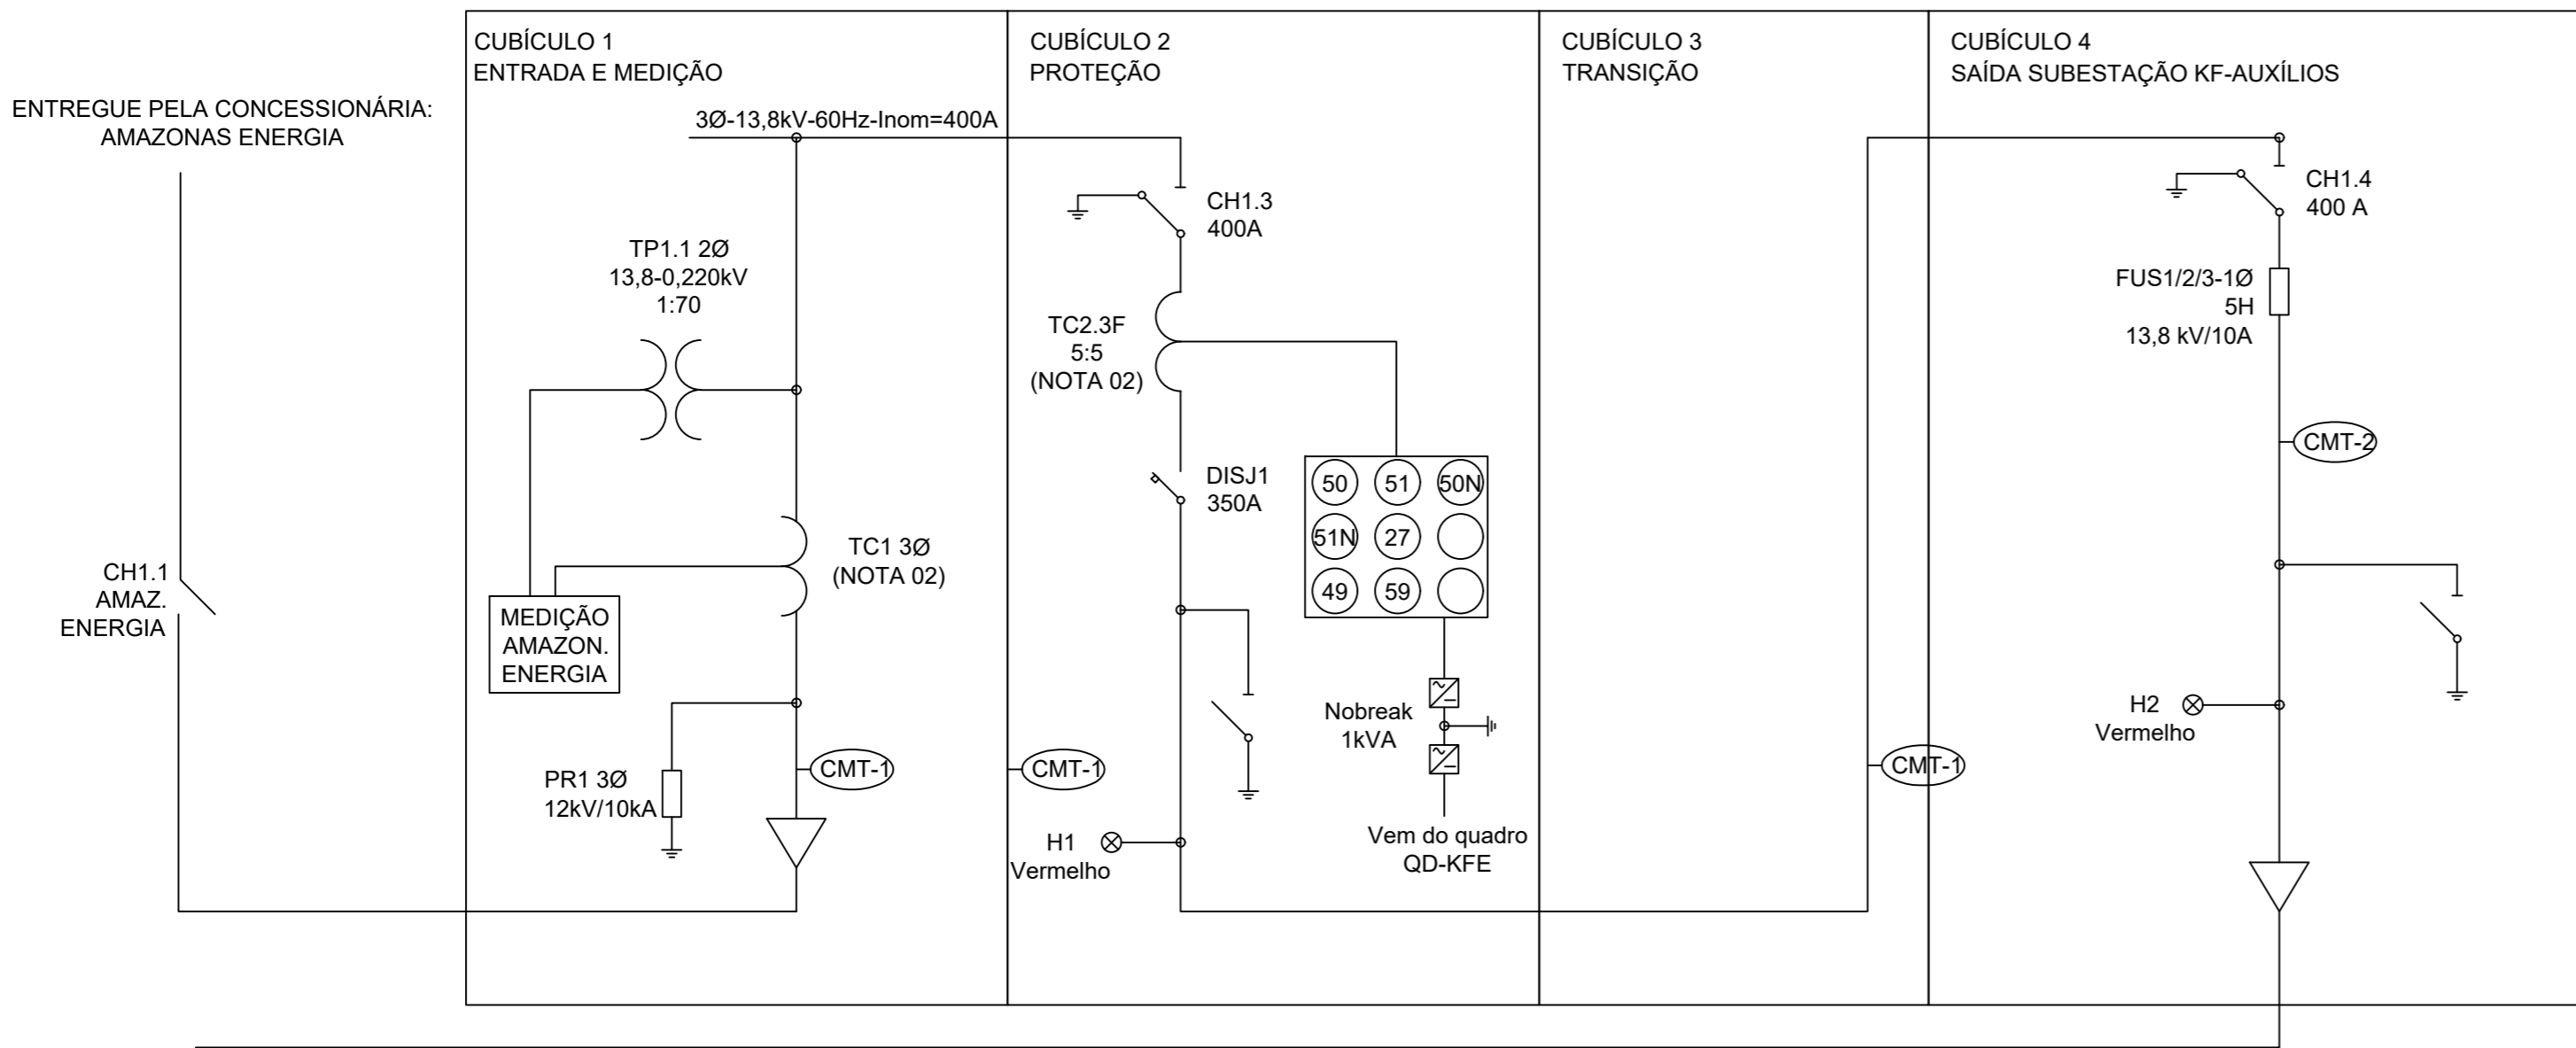 ENTREGUE PELA CONCESSIONÁRIA:
AMAZONAS ENERGIA
CH1.1
AMAZ.
ENERGIA
CUBÍCULO 1
ENTRADA E MEDIÇÃO
3Ø-13,8kV-60Hz-Inom=400A
TP1.1 2Ø
13,8-0,220kV
1:70
TC1 3Ø
(NOTA 02)
MEDIÇÃO
AMAZON.
ENERGIA
PR1 3Ø
12kV/10kA
CMT-1
CUBÍCULO 2
PROTEÇÃO
CH1.3
400A
TC2.3F
5:5
(NOTA 02)
DISJ1
350A
50 51 50N
51N 27
49 59
Nobreak
1kVA
CMT-1
H1
Vermelho
Vem do quadro
QD-KFE
CUBÍCULO 3
TRANSIÇÃO
CMT-1
CUBÍCULO 4
SAÍDA SUBESTAÇÃO KF-AUXÍLIOS
CH1.4
400 A
FUS1/2/3-1Ø
5H
13,8 kV/10A
CMT-2
H2
Vermelho